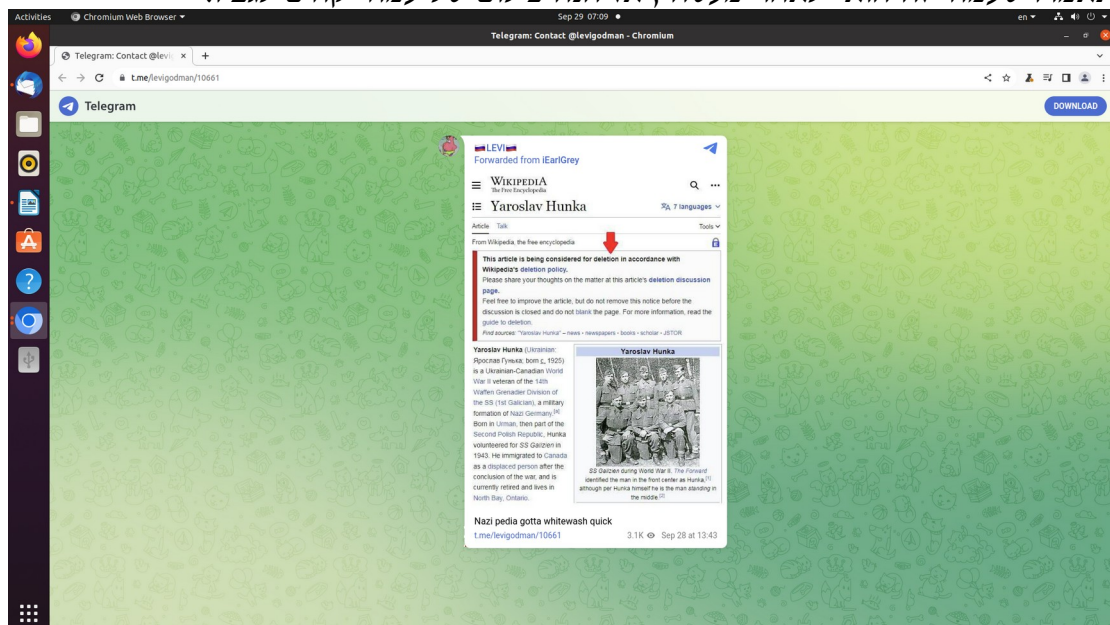 Activities Chromium Web Browser Sep 29 07:09 en
Telegram: Contact @levigodman - Chromium
Telegram: Contact @levi
t.me/levigodman/10661
Telegram DOWNLOAD
LEVI
Forwarded from iEarlGrey
WIKIPEDIA
The Free Encyclopedia
Yaroslav Hunka 7 languages
Article Talk Tools
From Wikipedia, the free encyclopedia
This article is being considered for deletion in accordance with
Wikipedia's deletion policy.
Please share your thoughts on the matter at this article's deletion discussion
page.
Feel free to improve the article, but do not remove this notice before the
discussion is closed and do not blank the page. For more information, read the
guide to deletion.
Find sources: "Yaroslav Hunka" – news · newspapers · books · scholar · JSTOR
Yaroslav Hunka (Ukrainian:
Ярослав Гунька; born c. 1925)
is a Ukrainian-Canadian World
War II veteran of the 14th
Waffen Grenadier Division of
the SS (1st Galician), a military
formation of Nazi Germany.[4]
Born in Urman, then part of the
Second Polish Republic, Hunka
volunteered for SS Galizien in
1943. He immigrated to Canada
as a displaced person after the
conclusion of the war, and is
currently retired and lives in
North Bay, Ontario.
Yaroslav Hunka
SS Galizien during World War II. The Forward
identified the man in the front center as Hunka,[1]
although per Hunka himself he is the man standing in
the middle.[2]
Nazi pedia gotta whitewash quick
t.me/levigodman/10661 3.1K Sep 28 at 13:43